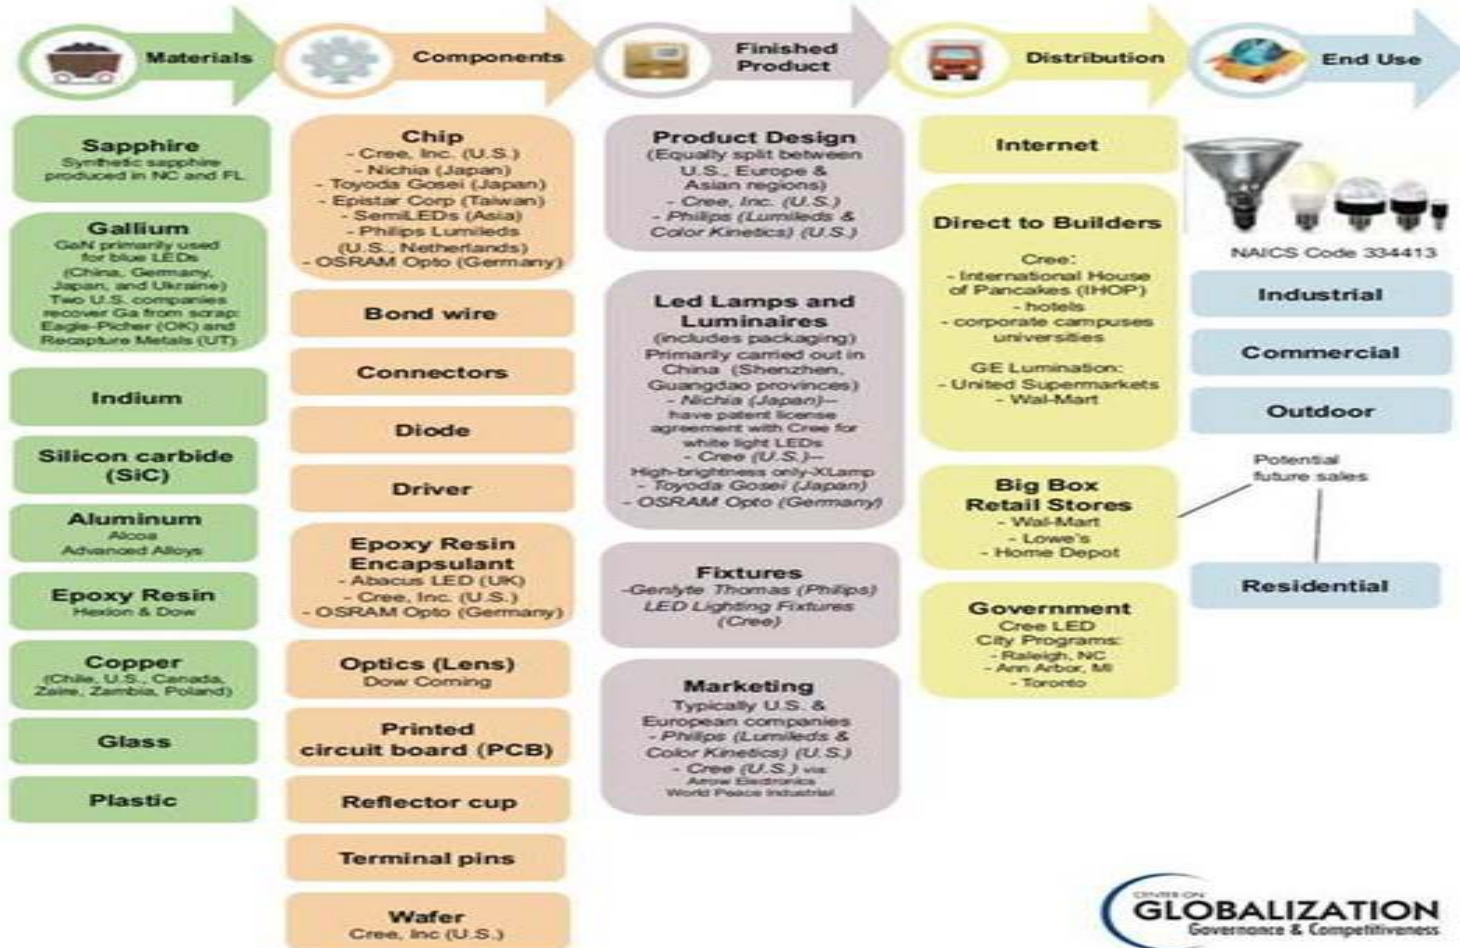 Materials
Components
Finished
Product
Distribution
End Use
Sapphire
Synthetic sapphire
produced in NC and FL
Gallium
GaN primarily used
for blue LEDs
(China, Germany,
Japan, and Ukraine)
Two U.S. companies
recover Ga from scrap:
Eagle-Picher (OK) and
Recapture Metals (UT)
Indium
Silicon carbide
(SiC)
Aluminum
Alcoa
Advanced Alloys
Epoxy Resin
Hexion & Dow
Copper
(Chile, U.S., Canada,
Zaire, Zambia, Poland)
Glass
Plastic
Chip
- Cree, Inc. (U.S.)
- Nichia (Japan)
- Toyoda Gosei (Japan)
- Epistar Corp (Taiwan)
- SemiLEDs (Asia)
- Philips Lumileds
(U.S., Netherlands)
- OSRAM Opto (Germany)
Bond wire
Connectors
Diode
Driver
Epoxy Resin
Encapsulant
- Abacus LED (UK)
- Cree, Inc. (U.S.)
- OSRAM Opto (Germany)
Optics (Lens)
Dow Corning
Printed
circuit board (PCB)
Reflector cup
Terminal pins
Wafer
Cree, Inc (U.S.)
Product Design
(Equally split between
U.S., Europe &
Asian regions)
- Cree, Inc. (U.S.)
- Philips (Lumileds &
Color Kinetics) (U.S.)
Led Lamps and
Luminaires
(includes packaging)
Primarily carried out in
China (Shenzhen,
Guangdao provinces)
- Nichia (Japan)--
have patent license
agreement with Cree for
white light LEDs
- Cree (U.S.)--
High-brightness only-XLamp
- Toyoda Gosei (Japan)
- OSRAM Opto (Germany)
Fixtures
-Genlyte Thomas (Philips)
LED Lighting Fixtures
(Cree)
Marketing
Typically U.S. &
European companies
- Philips (Lumileds &
Color Kinetics) (U.S.)
- Cree (U.S.) via:
Arrow Electronics
World Peace Industrial
Internet
Direct to Builders
Cree:
- International House
of Pancakes (IHOP)
- hotels
- corporate campuses
universities
GE Lumination:
- United Supermarkets
- Wal-Mart
Big Box
Retail Stores
- Wal-Mart
- Lowe's
- Home Depot
Government
Cree LED
City Programs:
- Raleigh, NC
- Ann Arbor, MI
- Toronto
NAICS Code 334413
Industrial
Commercial
Outdoor
Potential
future sales
Residential
CENTER ON
GLOBALIZATION
Governance & Competitiveness